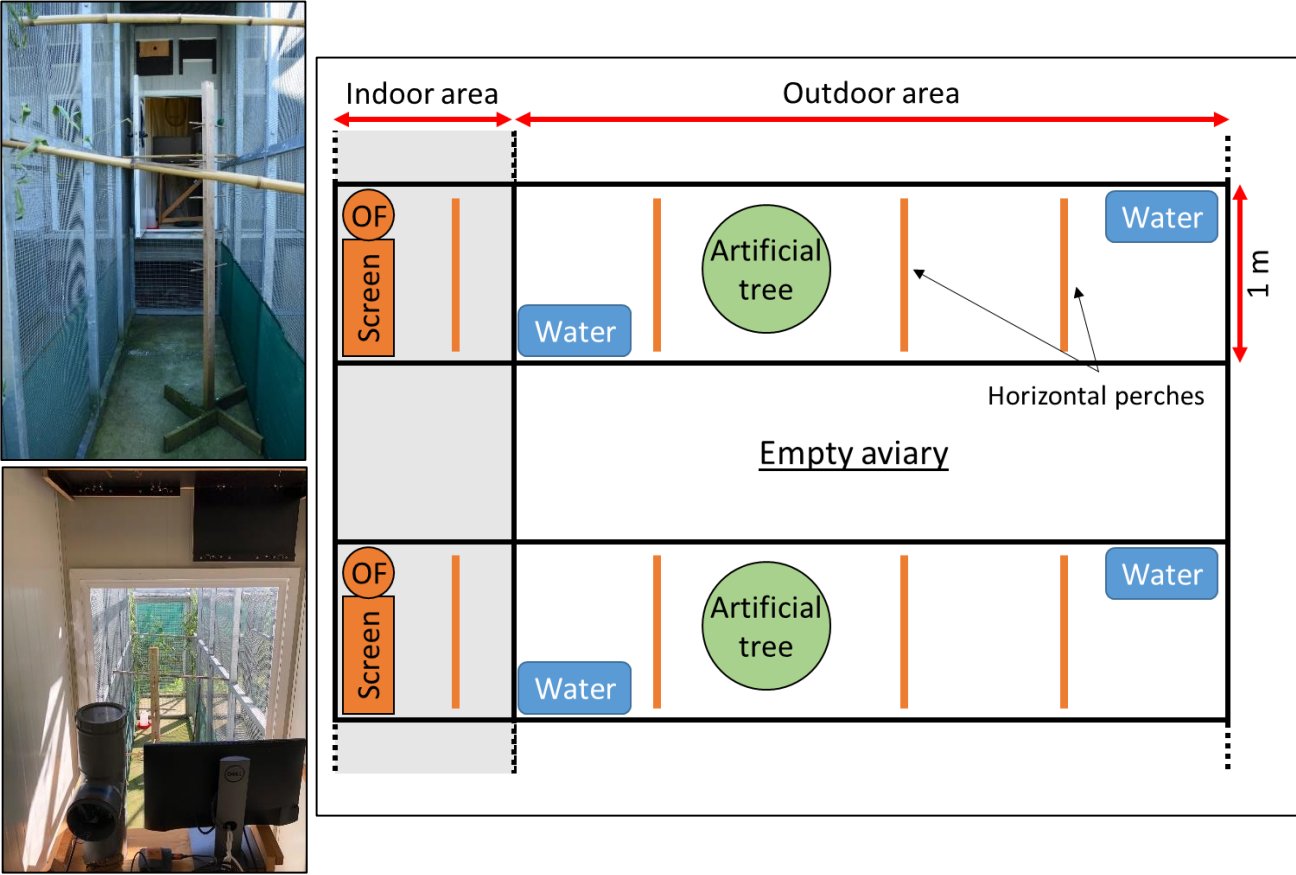 Indoor area
Outdoor area
OF
Screen
Water
Artificial
tree
Water
1 m
Horizontal perches
Empty aviary
OF
Screen
Water
Artificial
tree
Water
DELL